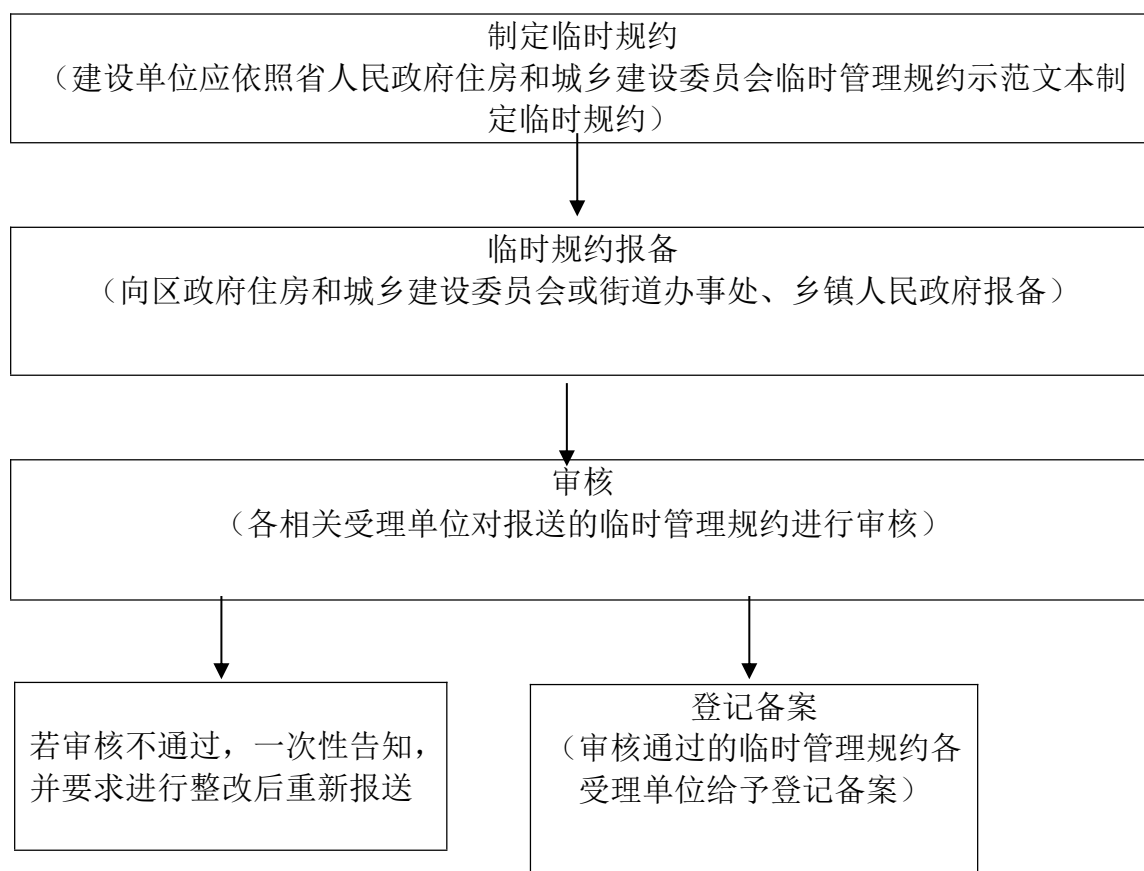 制定临时规约
（建设单位应依照省人民政府住房和城乡建设委员会临时管理规约示范文本制
定临时规约）
临时规约报备
（向区政府住房和城乡建设委员会或街道办事处、乡镇人民政府报备）
审核
（各相关受理单位对报送的临时管理规约进行审核）
若审核不通过，一次性告知，
并要求进行整改后重新报送
登记备案
（审核通过的临时管理规约各
受理单位给予登记备案）